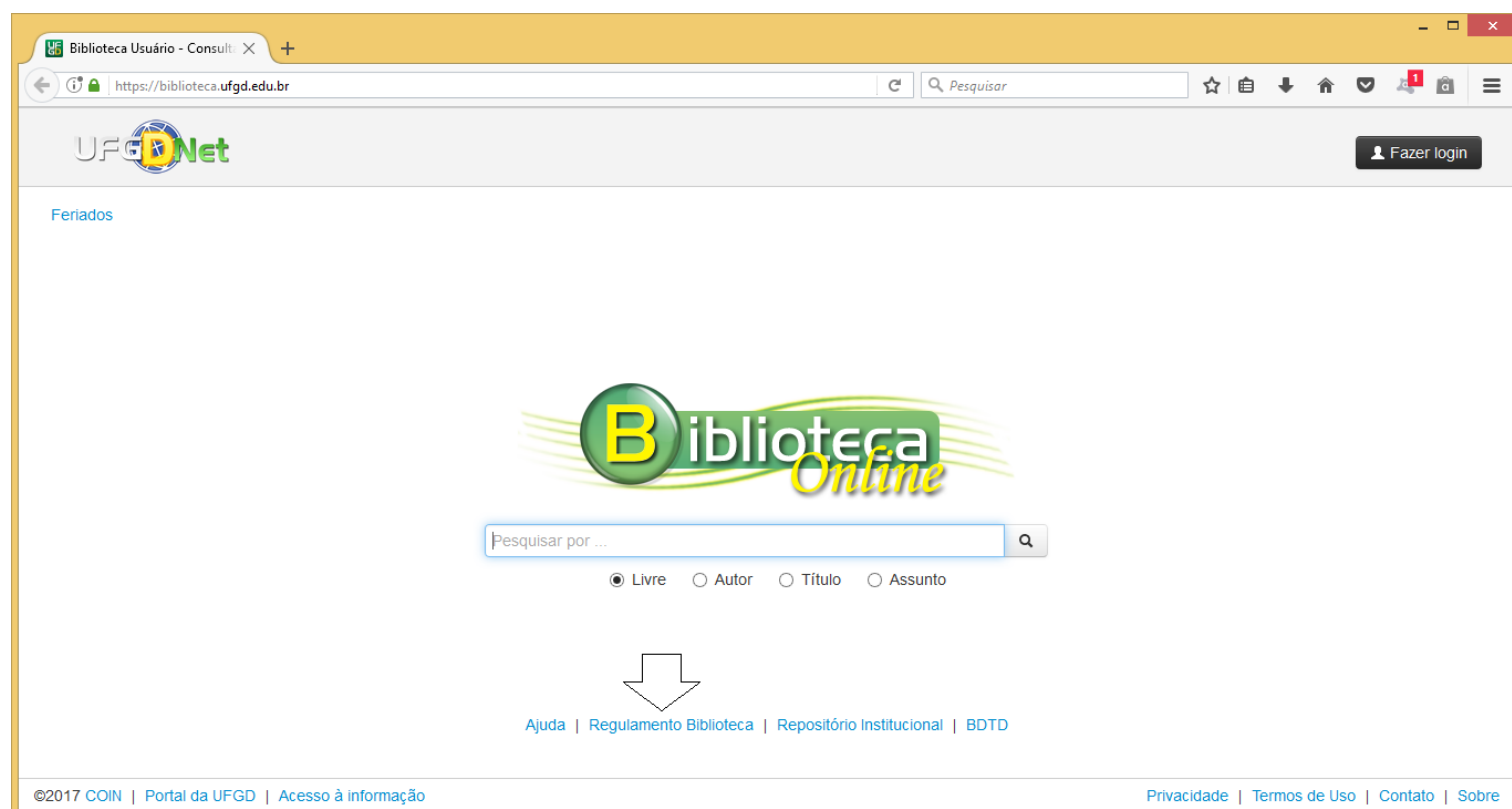 Biblioteca Usuário - Consult
https://biblioteca.ufgd.edu.br
Pesquisar
1
UFGDNet
Fazer login
Feriados
Biblioteca
Online
Pesquisar por ...
Livre Autor Título Assunto
Ajuda | Regulamento Biblioteca | Repositório Institucional | BDTD
©2017 COIN | Portal da UFGD | Acesso à informação
Privacidade | Termos de Uso | Contato | Sobre